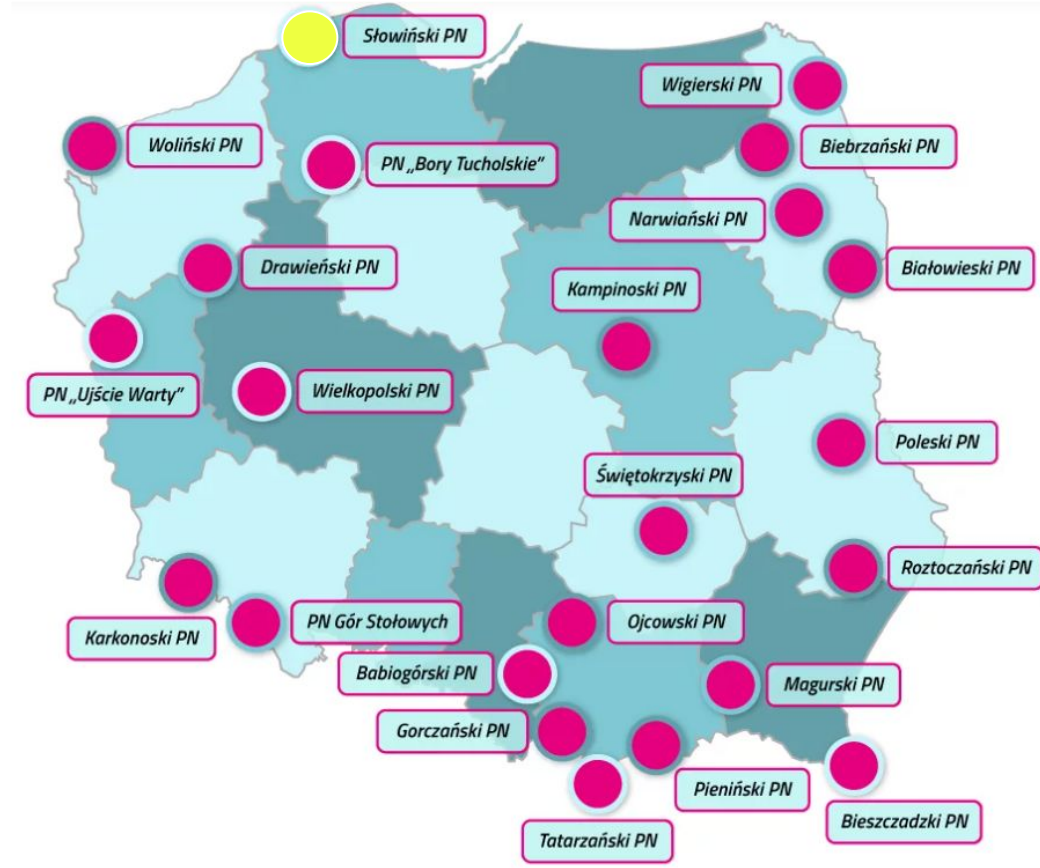 Słowiński PN
Wigierski PN
Woliński PN
PN „Bory Tucholskie”
Biebrzański PN
Narwiański PN
Drawieński PN
Białowieski PN
Kampinoski PN
PN „Ujście Warty”
Wielkopolski PN
Poleski PN
Świętokrzyski PN
Roztoczański PN
Karkonoski PN
PN Gór Stołowych
Ojcowski PN
Babiogórski PN
Magurski PN
Gorczański PN
Pieniński PN
Bieszczadzki PN
Tatarzański PN